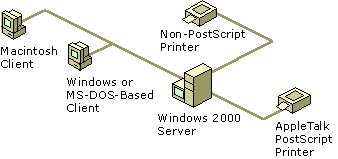 Non-PostScript
Printer
Macintosh
Client
Windows or
MS-DOS-Based
Client
Windows 2000
Server
AppleTalk
PostScript
Printer